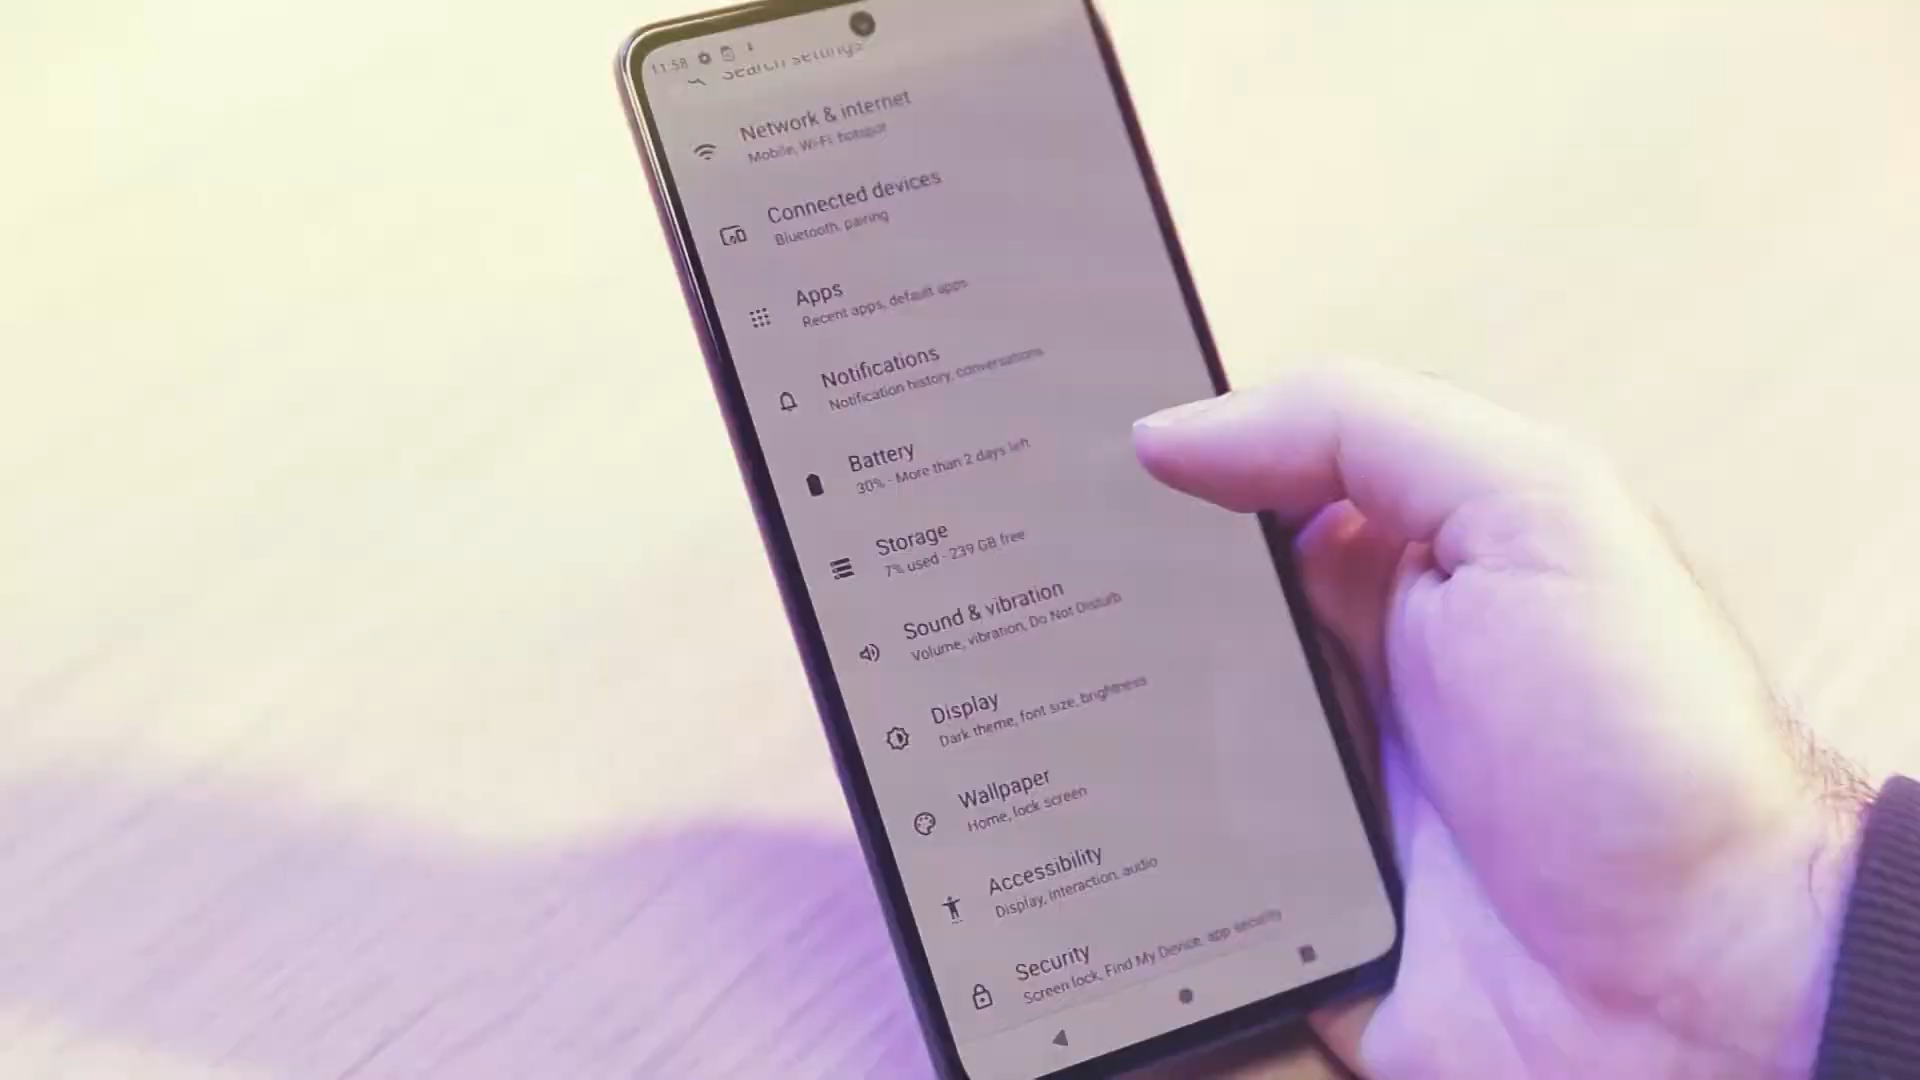 11:58
Search settings
Network & internet
Mobile, Wi-Fi, hotspot
Connected devices
Bluetooth, pairing
Apps
Recent apps, default apps
Notifications
Notification history, conversations
Battery
30% - More than 2 days left
Storage
7% used - 239 GB free
Sound & vibration
Volume, vibration, Do Not Disturb
Display
Dark theme, font size, brightness
Wallpaper
Home, lock screen
Accessibility
Display, interaction, audio
Security
Screen lock, Find My Device, app security